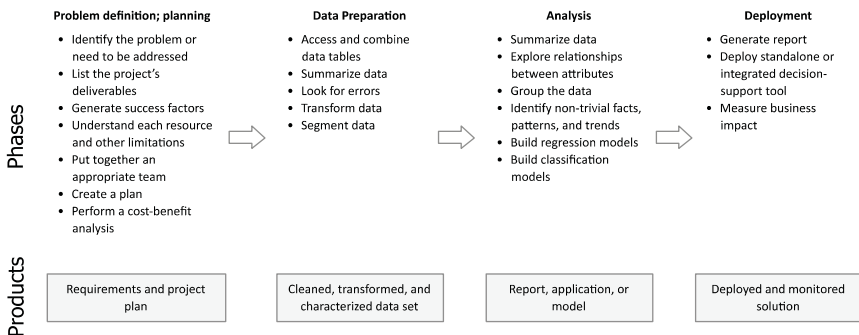 Problem definition; planning
• Identify the problem or
need to be addressed
• List the project's
deliverables
• Generate success factors
• Understand each resource
and other limitations
• Put together an
appropriate team
• Create a plan
• Perform a cost-benefit
analysis
Data Preparation
• Access and combine
data tables
• Summarize data
• Look for errors
• Transform data
• Segment data
Analysis
• Summarize data
• Explore relationships
between attributes
• Group the data
• Identify non-trivial facts,
patterns, and trends
• Build regression models
• Build classification
models
Deployment
• Generate report
• Deploy standalone or
integrated decision-
support tool
• Measure business
impact
Phases
Products
Requirements and project
plan
Cleaned, transformed, and
characterized data set
Report, application, or
model
Deployed and monitored
solution